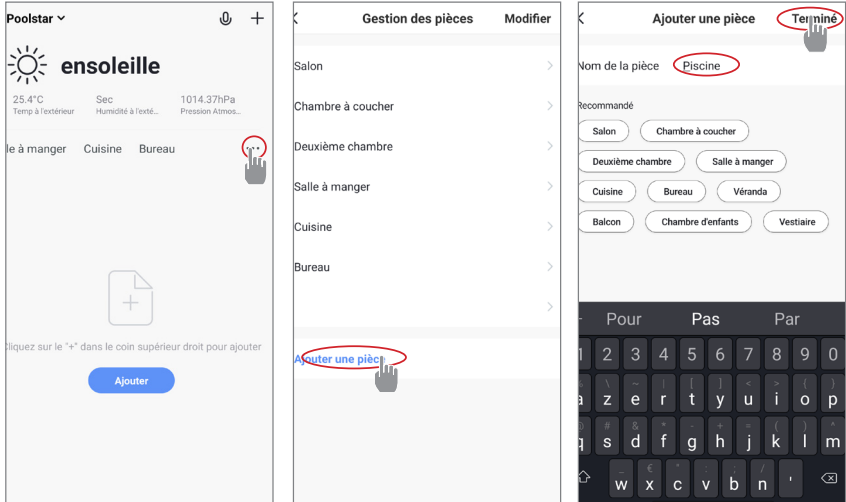 Poolstar
ensoleille
25.4°C Sec 1014.37hPa
Temp à l'extérieur Humidité à l'exté... Pression Atmos...
le à manger Cuisine Bureau ...
Cliquez sur le "+" dans le coin supérieur droit pour ajouter
Ajouter
Gestion des pièces Modifier
Salon
Chambre à coucher
Deuxième chambre
Salle à manger
Cuisine
Bureau
Ajouter une pièce
Ajouter une pièce Terminé
Nom de la pièce Piscine
Recommandé
Salon Chambre à coucher
Deuxième chambre Salle à manger
Cuisine Bureau Véranda
Balcon Chambre d'enfants Vestiaire
Pour Pas Par
1 2 3 4 5 6 7 8 9 0
\ ~ | [ ] < > { }
a z e r t y u i o p
# & * - + = ( ) ^
q s d f g h j k l m
_ € " : ; /
w x c v b n '